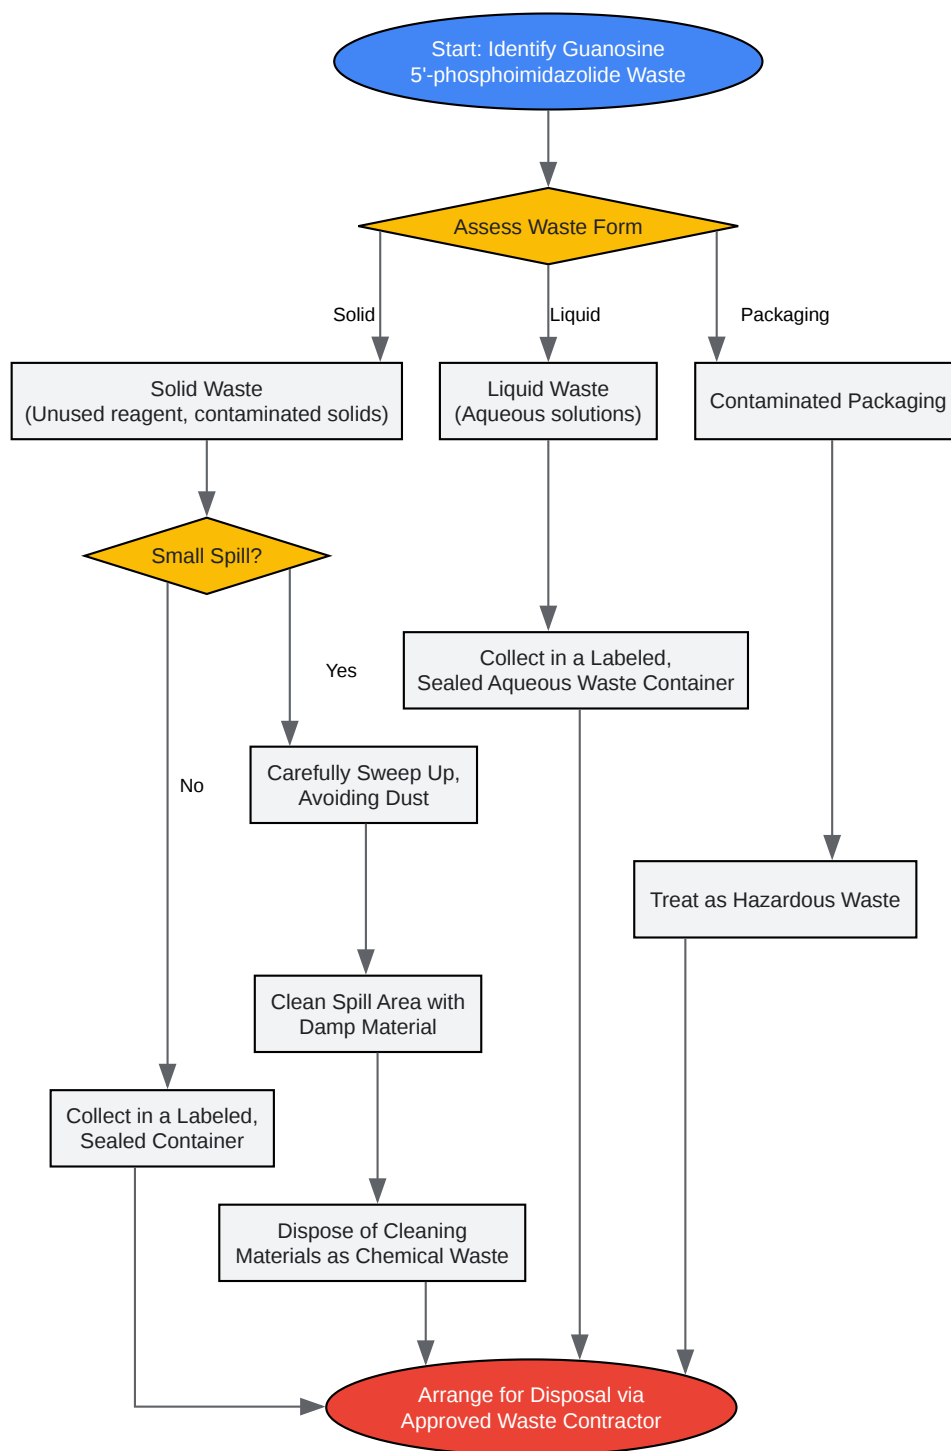 Start: Identify Guanosine
5'-phosphoimidazolide Waste
Assess Waste Form
Solid
Liquid
Packaging
Solid Waste
(Unused reagent, contaminated solids)
Liquid Waste
(Aqueous solutions)
Contaminated Packaging
Small Spill?
Collect in a Labeled,
Sealed Aqueous Waste Container
Yes
No
Carefully Sweep Up,
Avoiding Dust
Treat as Hazardous Waste
Clean Spill Area with
Damp Material
Collect in a Labeled,
Sealed Container
Dispose of Cleaning
Materials as Chemical Waste
Arrange for Disposal via
Approved Waste Contractor